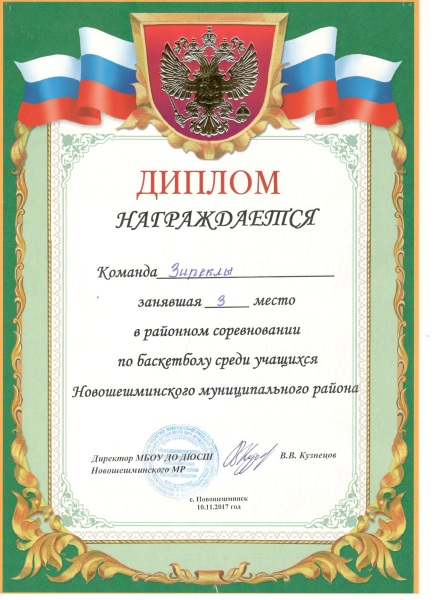 ДИПЛОМ
НАГРАЖДАЕТСЯ
Команда Зиреклы
занявшая 3 место
в районном соревновании
по баскетболу среди учащихся
Новошешминского муниципального района
Директор МБОУ ДО ДЮСШ В.В. Кузнецов
Новошешминского МР
с. Новошешминск
10.11.2017 год